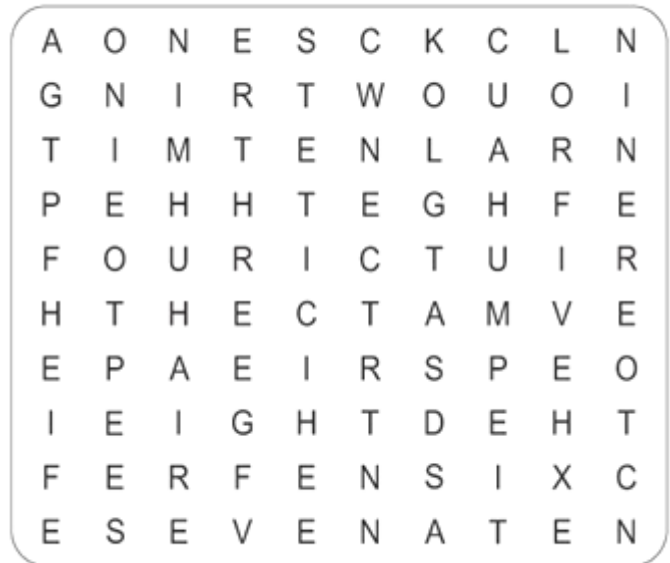 A O N E S C K C L N
G N I R T W O U O I
T I M T E N L A R N
P E H H T E G H F E
F O U R I C T U I R
H T H E C T A M V E
E P A E I R S P E O
I E I G H T D E H T
F E R F E N S I X C
E S E V E N A T E N